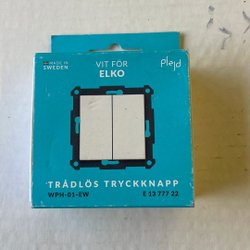 MADE IN
SWEDEN
VIT FÖR
ELKO
plejd
TRÅDLÖS TRYCKKNAPP
WPH-01-EW
E 13 777 32